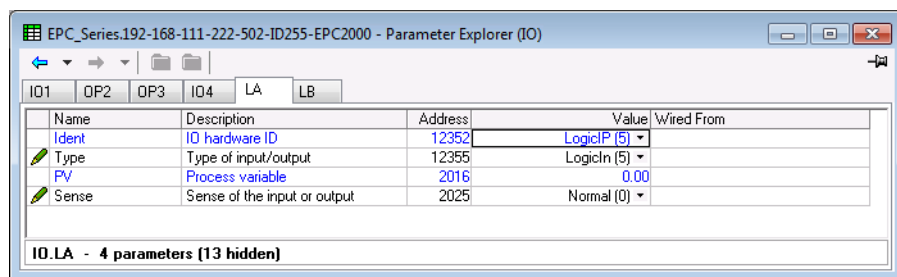 EPC_Series.192-168-111-222-502-ID255-EPC2000 - Parameter Explorer (IO)
IO1 OP2 OP3 IO4 LA LB
Name Description Address Value Wired From
Ident IO hardware ID 12352 LogicIP (5)
Type Type of input/output 12355 LogicIn (5)
PV Process variable 2016 0.00
Sense Sense of the input or output 2025 Normal (0)
IO.LA - 4 parameters (13 hidden)